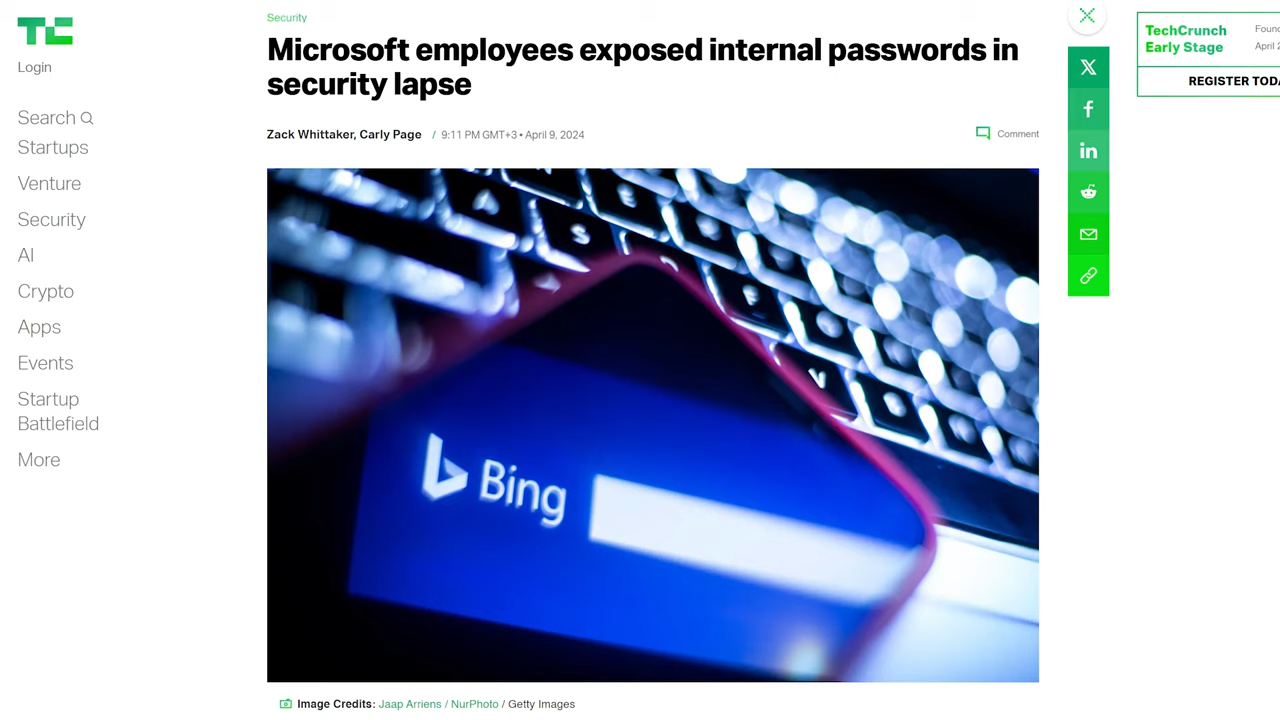 TC
Login
Search
Startups
Venture
Security
AI
Crypto
Apps
Events
Startup
Battlefield
More
Security
Microsoft employees exposed internal passwords in
security lapse
Zack Whittaker, Carly Page / 9:11 PM GMT+3 • April 9, 2024
Comment
Bing
Image Credits: Jaap Arriens / NurPhoto / Getty Images
X
f
in
TechCrunch
Early Stage
REGISTER